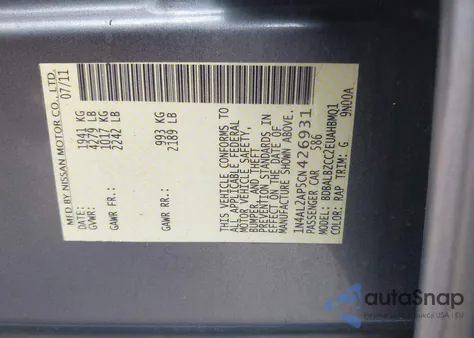 MFD BY NISSAN MOTOR CO., LTD.
07/11
1941 KG
GVWR: 4279 LB
1017 KG
GAWR FR.: 2242 LB
993 KG
GAWR RR: 2189 LB
THIS VEHICLE CONFORMS TO
ALL APPLICABLE FEDERAL
MOTOR VEHICLE SAFETY,
BUMPER, AND THEFT
PREVENTION STANDARDS IN
EFFECT ON THE DATE OF
MANUFACTURE SHOWN ABOVE.
1N4AL2AP5CN426931
PASSENGER CAR 586
MODEL: BDBALBZCC2EUAHBMQ1
COLOR: RAP TRIM: G 9N00A
autoSnap